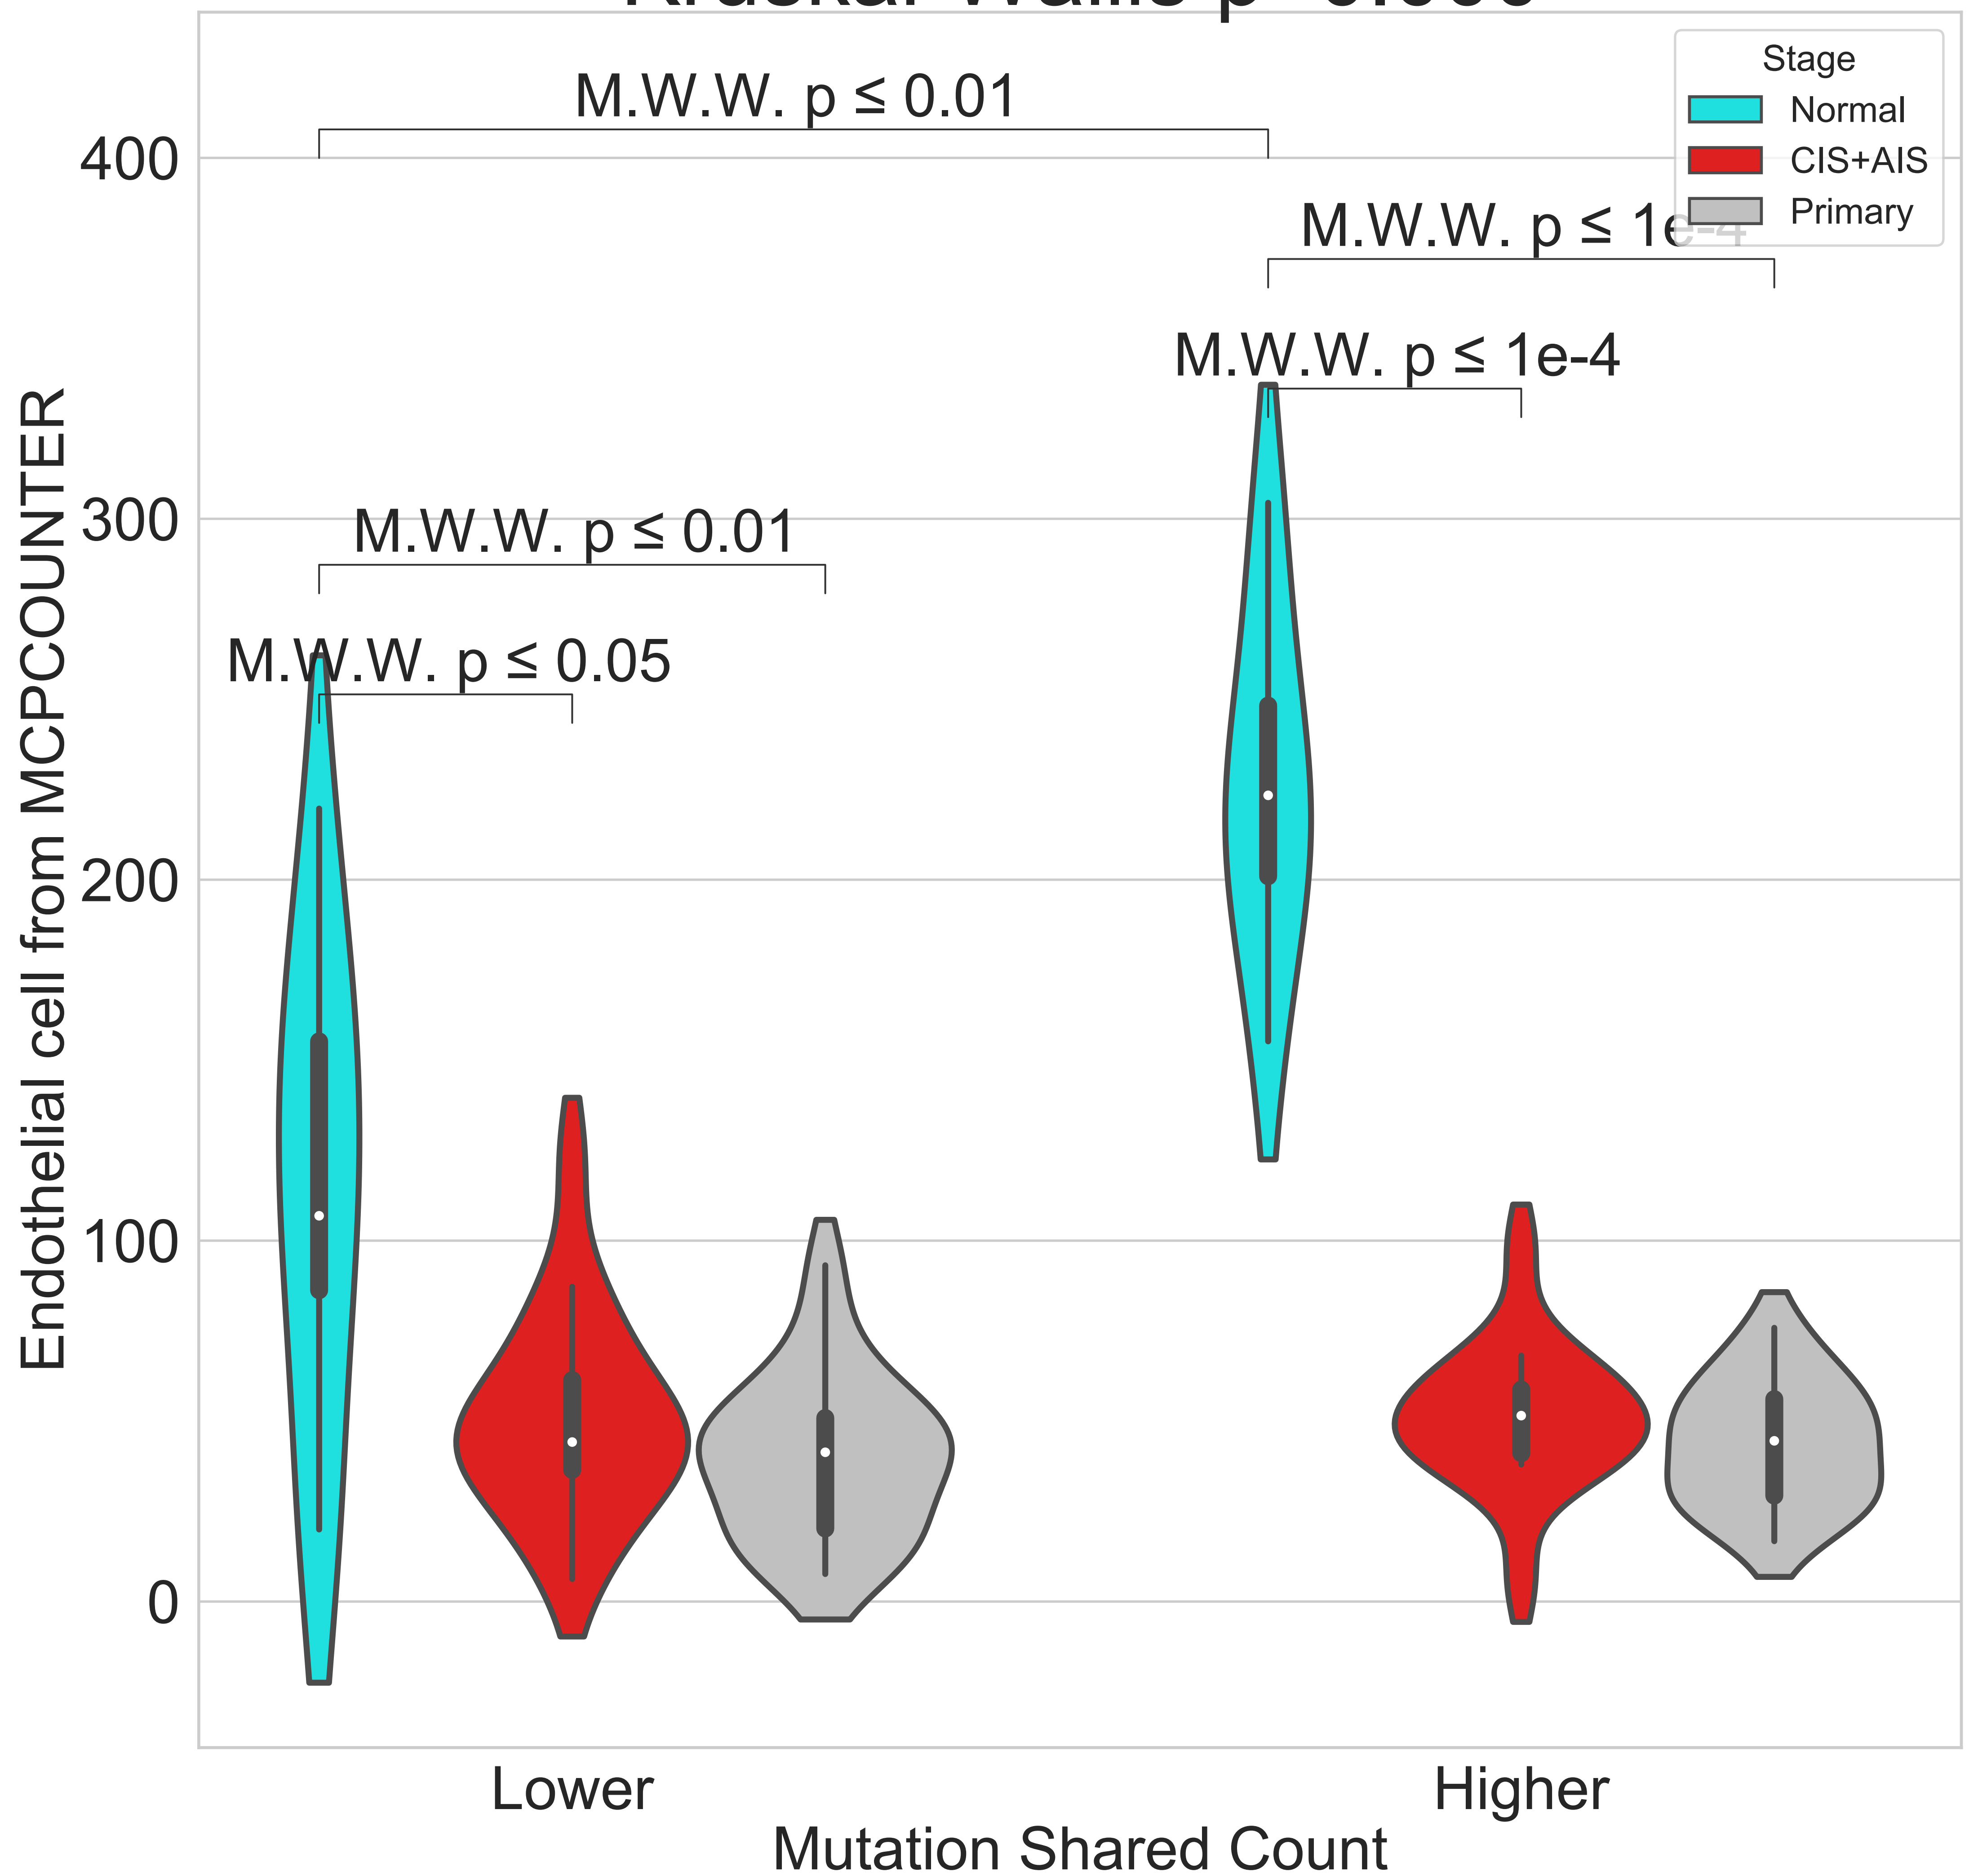 Stage
Normal
CIS+AIS
Primary
M.W.W. p ≤ 0.01
M.W.W. p ≤ 1e-4
M.W.W. p ≤ 1e-4
M.W.W. p ≤ 0.01
M.W.W. p ≤ 0.05
400
300
200
100
0
Endothelial cell from MCPCOUNTER
Lower
Higher
Mutation Shared Count